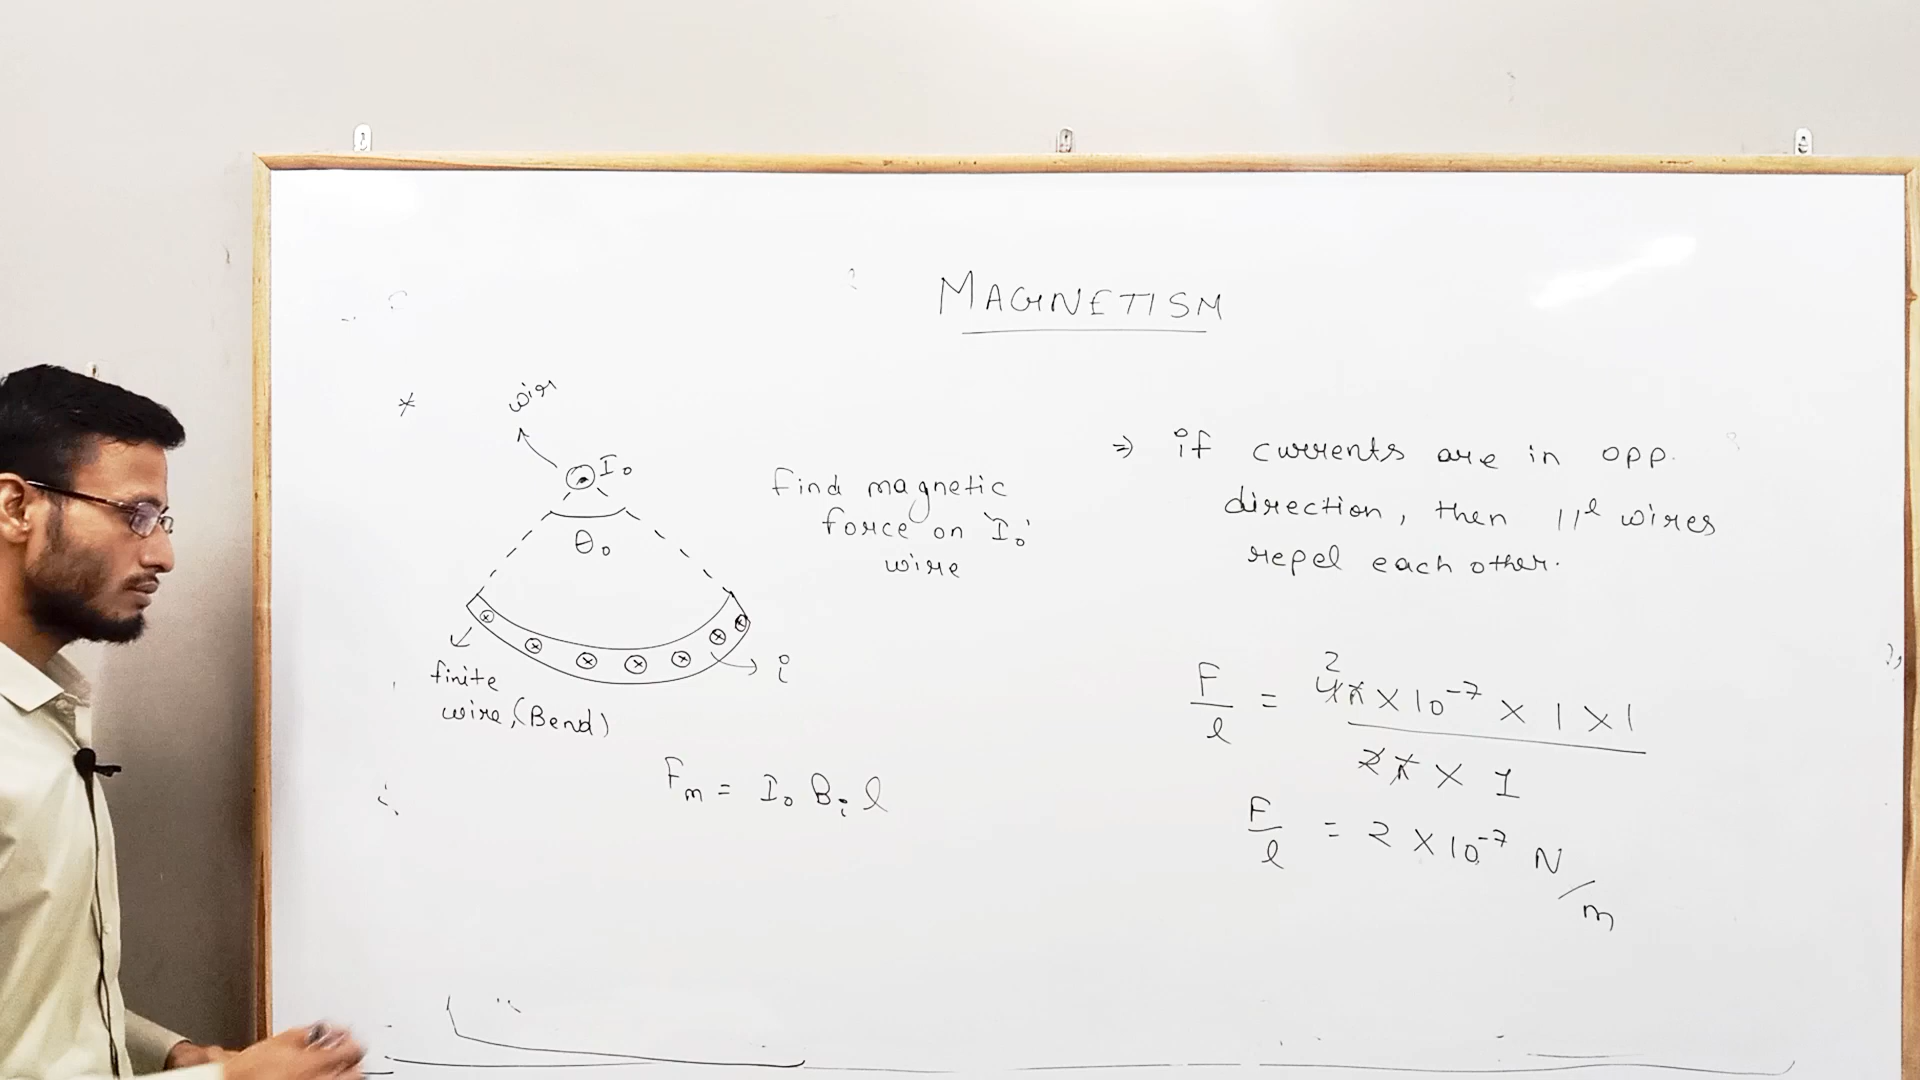 MAGNETISM
*
wire
I₀
θ₀
find magnetic
force on 'I₀'
wire
finite
wire, (Bend)
i
Fₘ = I₀ Bᵢ l
⇒ if currents are in opp.
direction, then ||ˡ wires
repel each other.
F/l = 2 4π × 10⁻⁷ × 1 × 1 / 2π × 1
F/l = 2 × 10⁻⁷ N/m